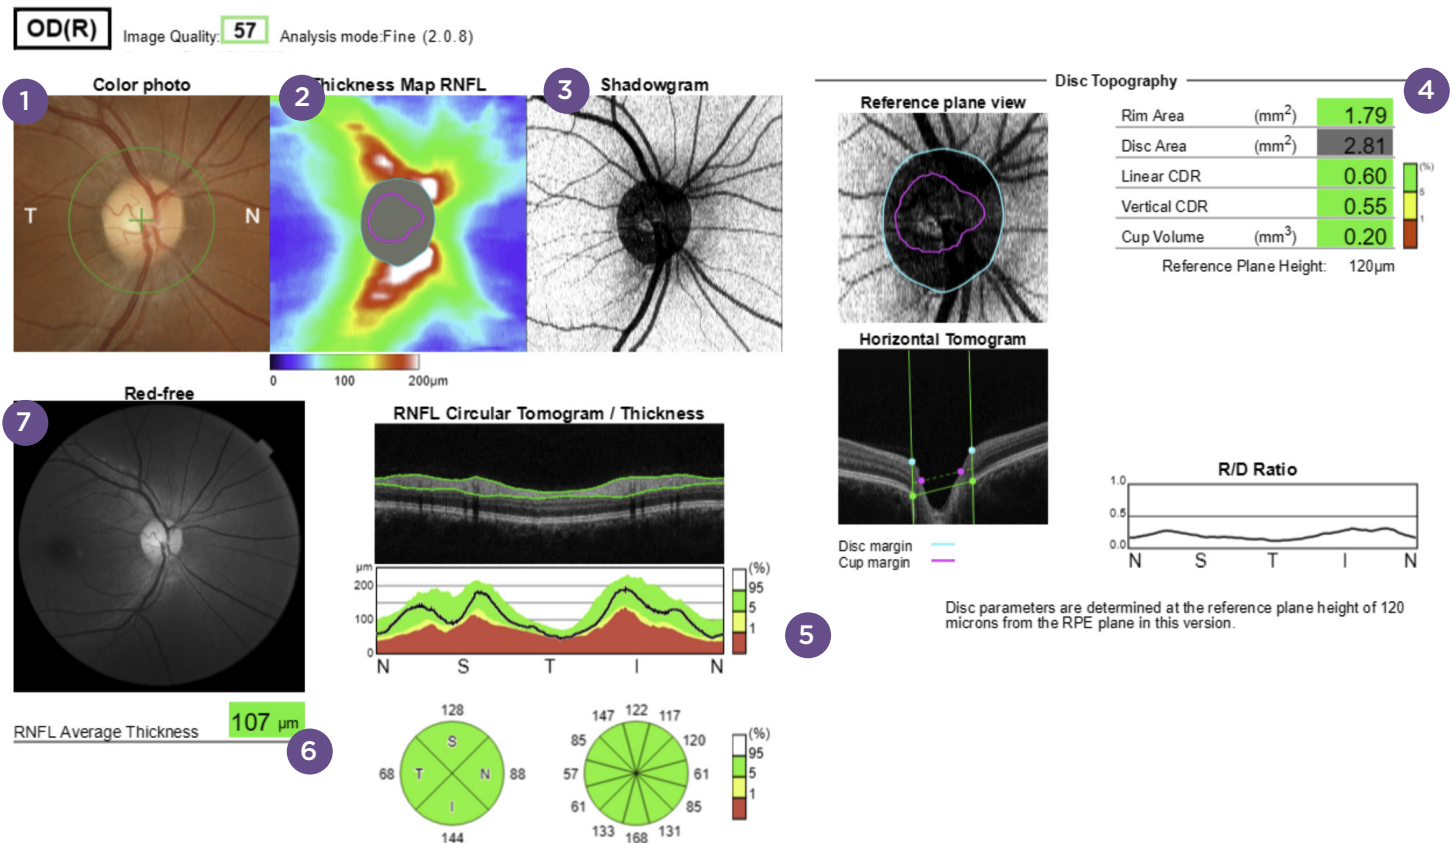 OD(R)
Image Quality: 57 Analysis mode:Fine (2.0.8)
1
Color photo
T
N
2
Thickness Map RNFL
0 100 200µm
3
Shadowgram
Disc Topography
4
Reference plane view
Rim Area (mm2) 1.79
Disc Area (mm2) 2.81
Linear CDR 0.60
Vertical CDR 0.55
Cup Volume (mm3) 0.20
(%)
5
1
Reference Plane Height: 120µm
Horizontal Tomogram
Disc margin
Cup margin
R/D Ratio
1.0
0.5
0.0
N S T I N
Disc parameters are determined at the reference plane height of 120
microns from the RPE plane in this version.
7
Red-free
RNFL Average Thickness 107 µm
6
RNFL Circular Tomogram / Thickness
µm
200
100
0
N S T I N
(%)
95
5
1
5
128
S
68 T N 88
I
144
147 122 117
85 120
57 61
61 85
133 168 131
(%)
95
5
1